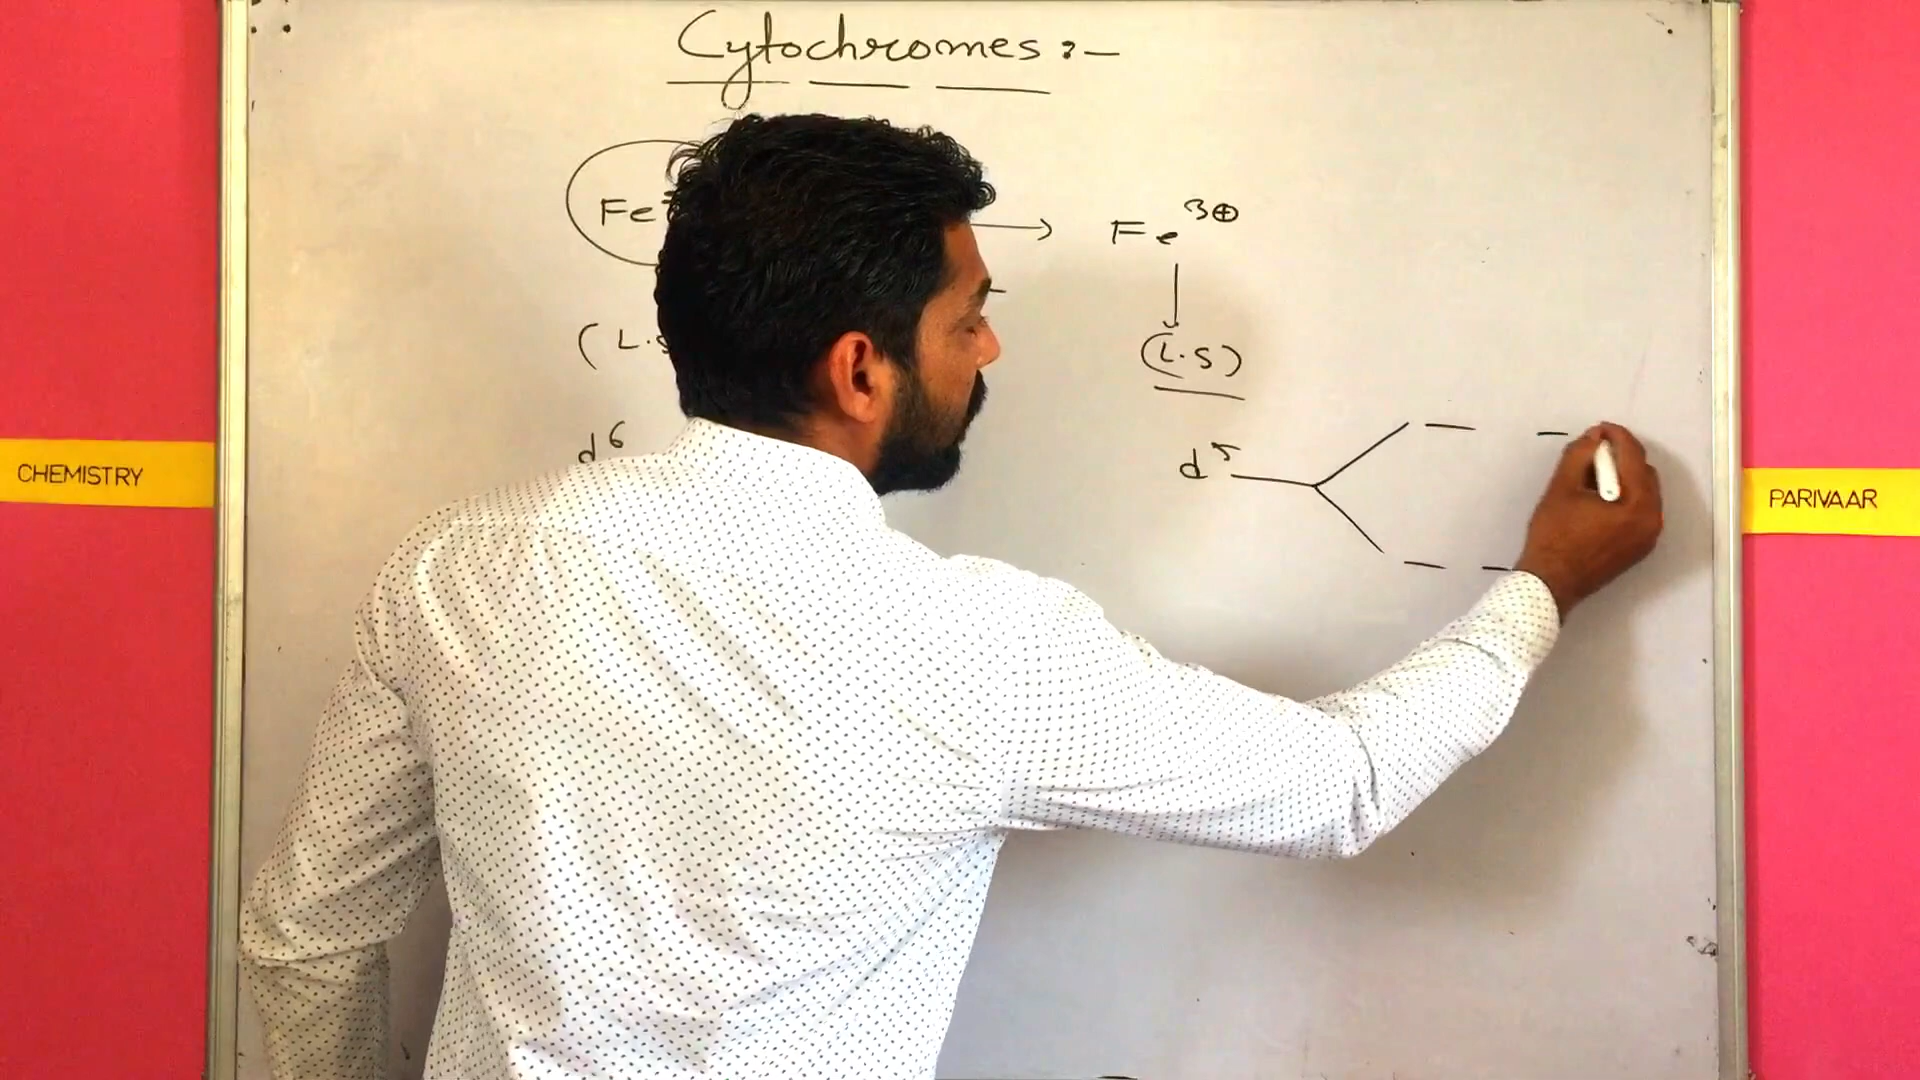 Cytochromes :-
Fe → Fe³⊕
(L.S (L.S)
d⁶ d⁵
CHEMISTRY
PARIVAAR